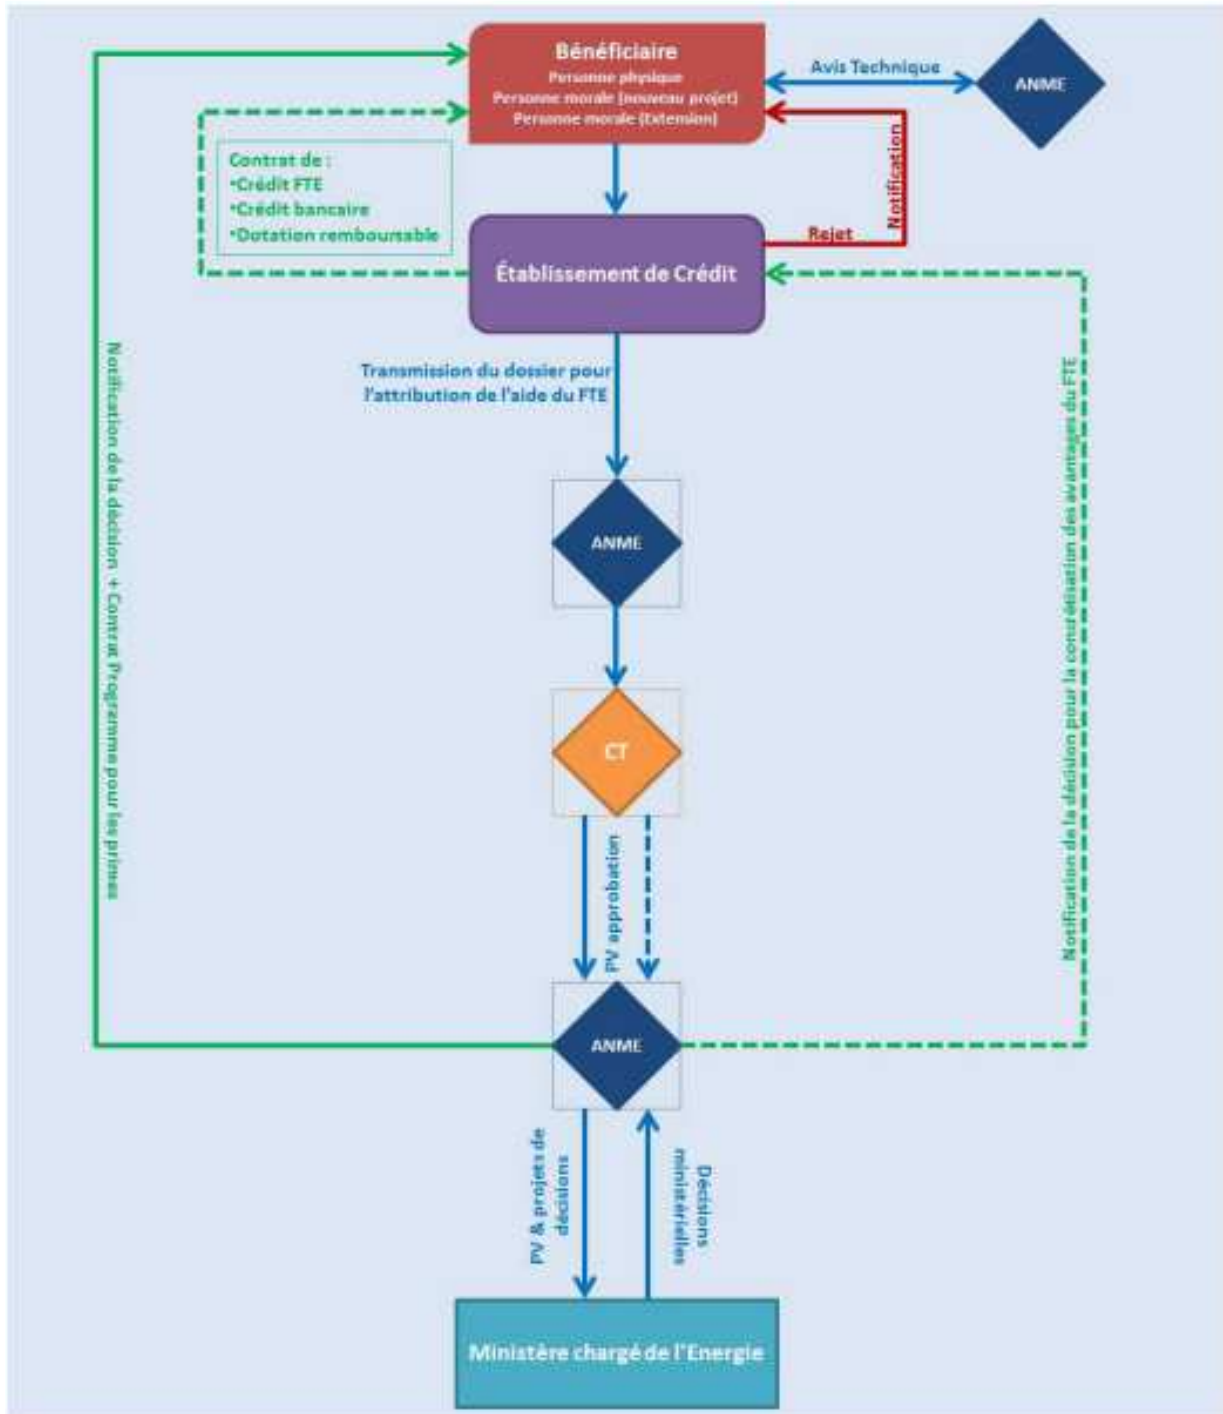 Bénéficiaire
Personne physique
Personne morale (nouveau projet)
Personne morale (Extension)
Avis Technique
ANME
Contrat de :
•Crédit FTE
•Crédit bancaire
•Dotation remboursable
Notification
Rejet
Établissement de Crédit
Transmission du dossier pour
l'attribution de l'aide du FTE
Notification de la décision + Contrat Programme pour les primes
Notification de la décision pour la concrétisation des avantages du FTE
ANME
CT
PV approbation
ANME
PV & projets de
décisions
Décisions
ministérielles
Ministère chargé de l'Energie